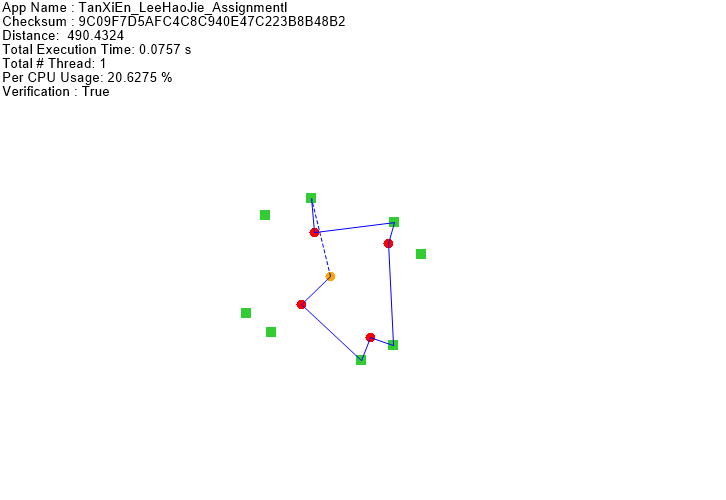 App Name : TanXiEn_LeeHaoJie_AssignmentI
Checksum : 9C09F7D5AFC4C8C940E47C223B8B48B2
Distance:  490.4324
Total Execution Time: 0.0757 s
Total # Thread: 1
Per CPU Usage: 20.6275 %
Verification : True